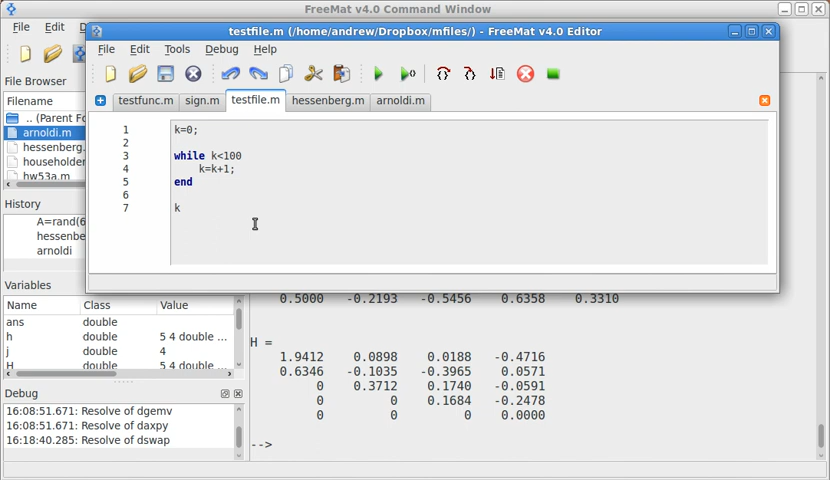 FreeMat v4.0 Command Window
File Edit
testfile.m (/home/andrew/Dropbox/mfiles/) - FreeMat v4.0 Editor
File Edit Tools Debug Help
testfunc.m sign.m testfile.m hessenberg.m arnoldi.m
1 k=0;
2
3 while k<100
4 k=k+1;
5 end
6
7 k
File Browser
Filename
.. (Parent Fo
arnoldi.m
hessenberg.
householder
hw53a.m
History
A=rand(6
hessenbe
arnoldi
Variables
Name Class Value
ans double
h double 5 4 double ...
j double 4
H double 5 4 double ...
Debug
16:08:51.671: Resolve of dgemv
16:08:51.671: Resolve of daxpy
16:18:40.285: Resolve of dswap
0.5000 -0.2193 -0.5456 0.6358 0.3310
H =
1.9412 0.0898 0.0188 -0.4716
0.6346 -0.1035 -0.3965 0.0571
0 0.3712 0.1740 -0.0591
0 0 0.1684 -0.2478
0 0 0 0.0000
-->